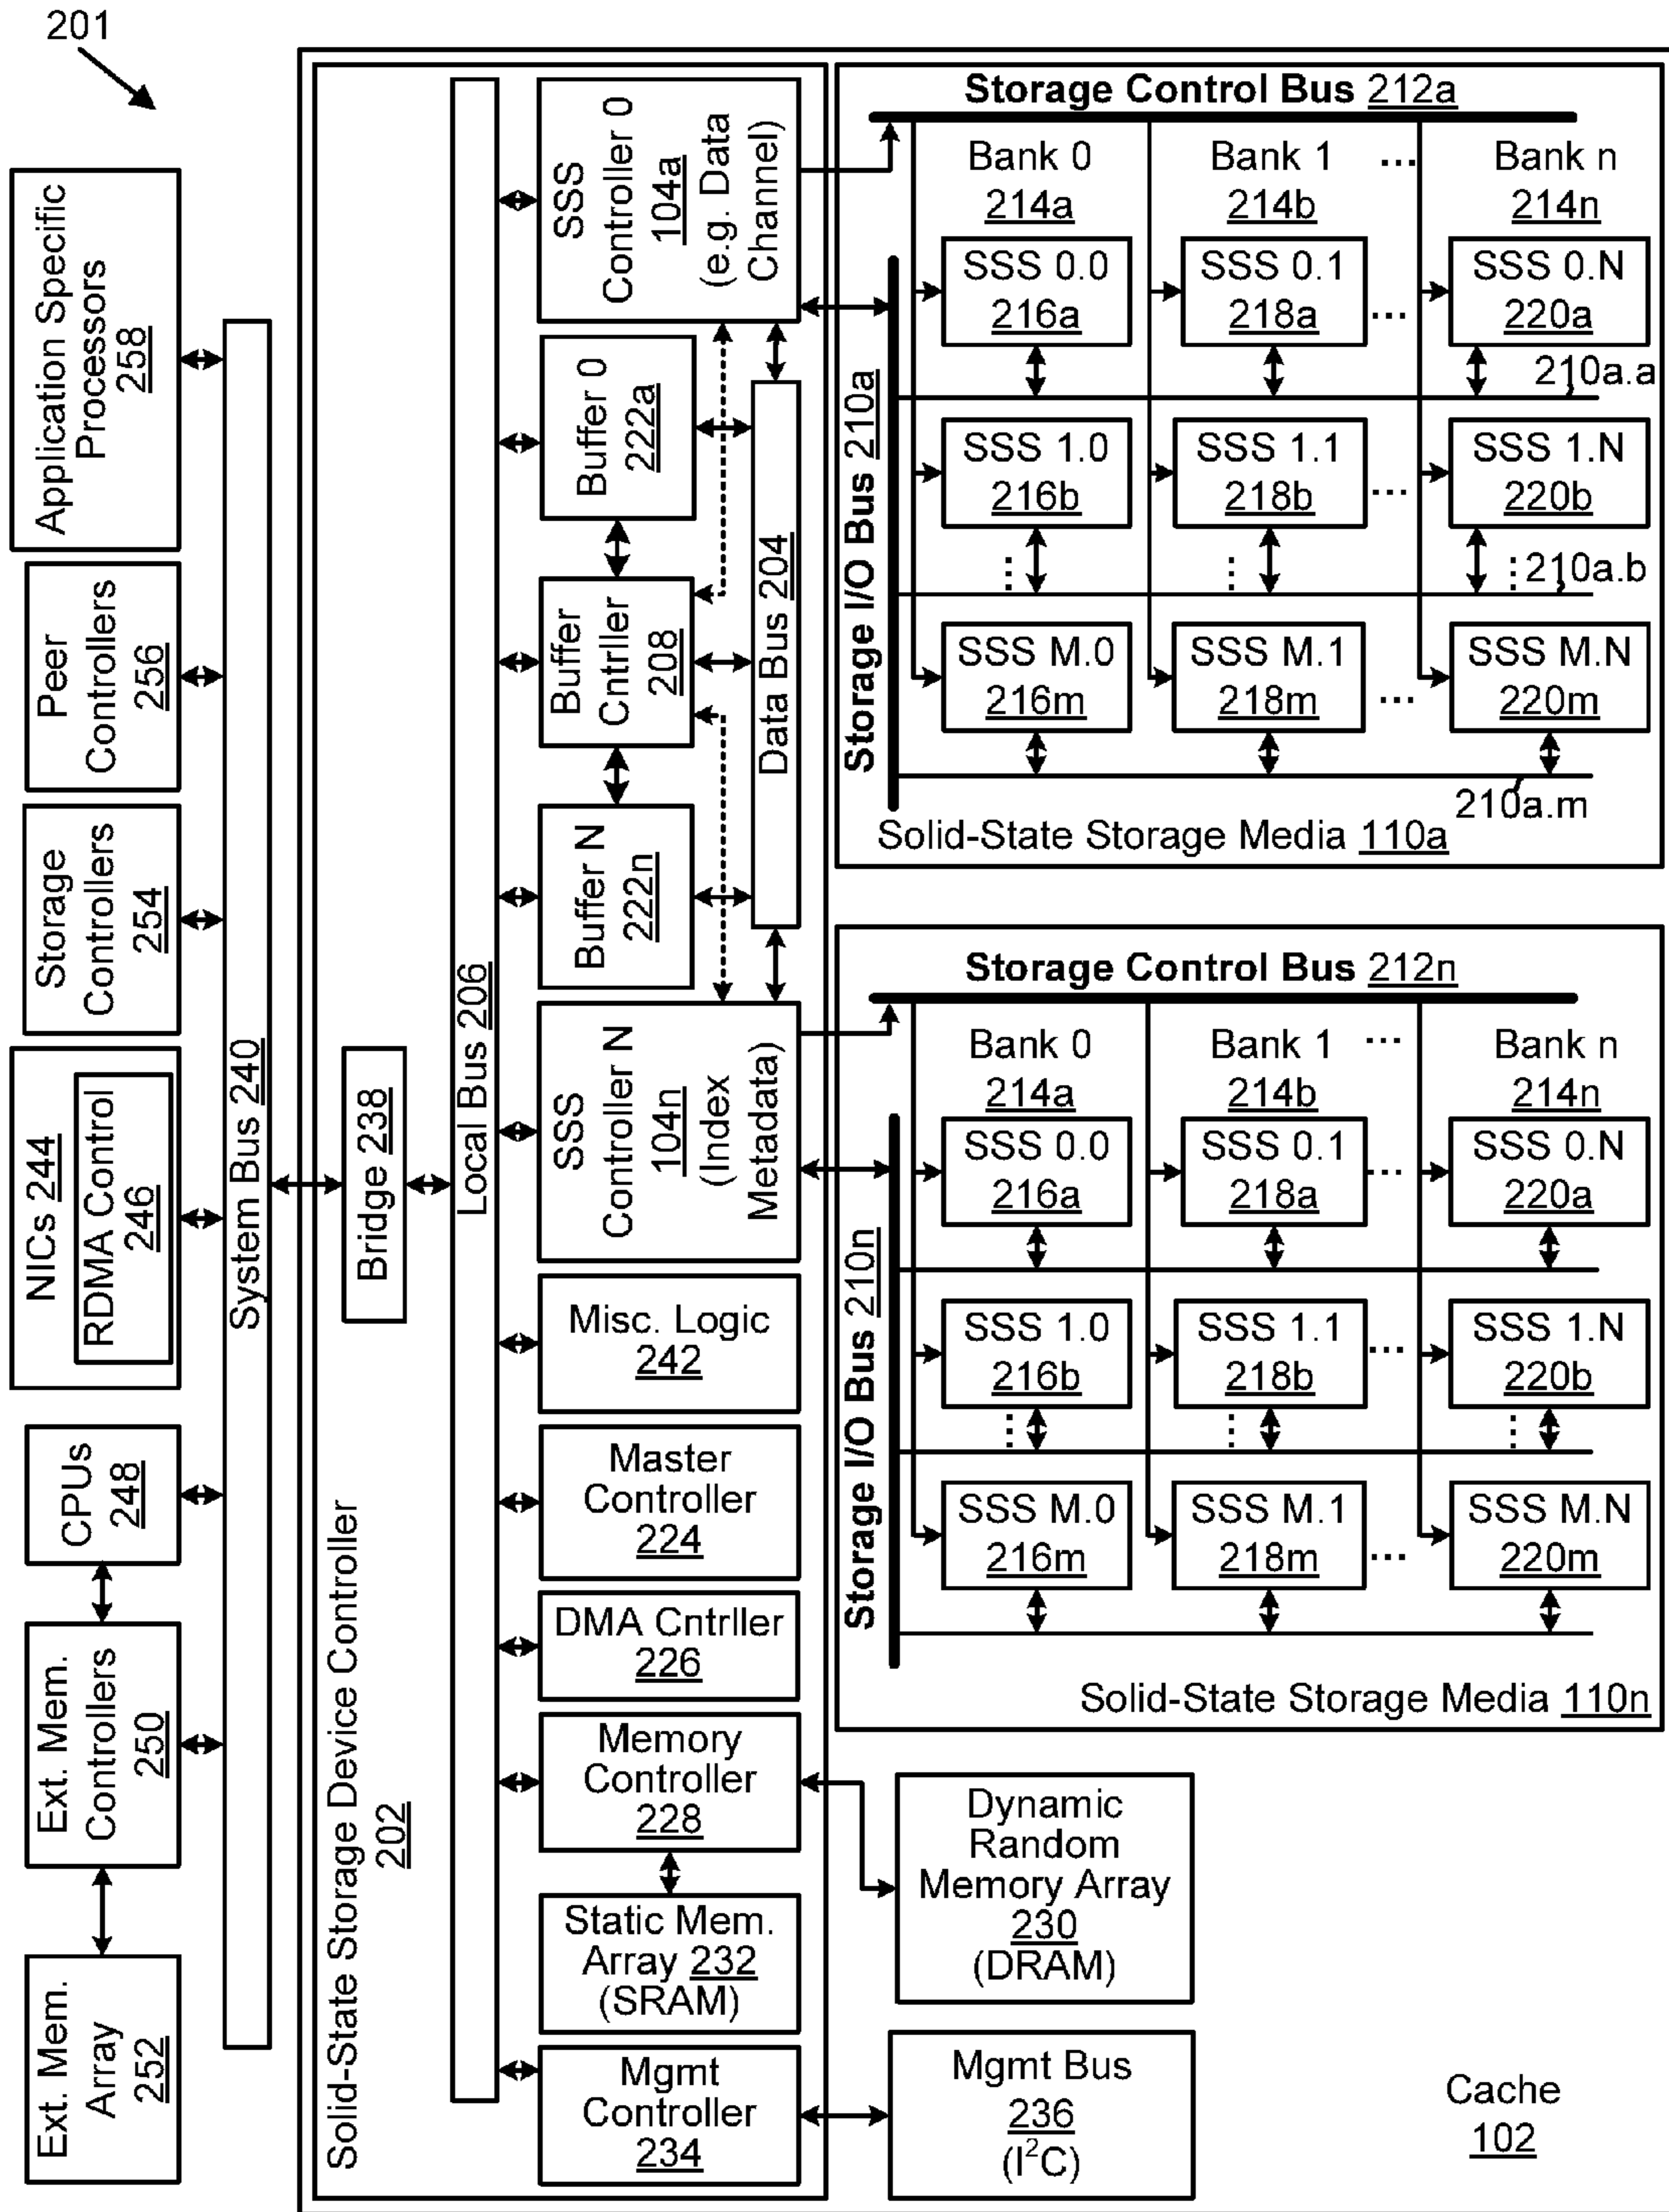 201
Application Specific
Processors
258
Peer
Controllers
256
Storage
Controllers
254
NICs 244
RDMA Control
246
CPUs
248
Ext. Mem.
Controllers
250
Ext. Mem.
Array
252
System Bus 240
Solid-State Storage Device Controller
202
Bridge 238
Local Bus 206
SSS
Controller 0
104a
(e.g. Data
Channel)
Buffer 0
222a
Buffer
Cntrller
208
Buffer N
222n
Data Bus 204
SSS
Controller N
104n
(Index
Metadata)
Misc. Logic
242
Master
Controller
224
DMA Cntrller
226
Memory
Controller
228
Static Mem.
Array 232
(SRAM)
Mgmt
Controller
234
Storage Control Bus 212a
Bank 0
214a
Bank 1
214b
...
Bank n
214n
Storage I/O Bus 210a
SSS 0.0
216a
SSS 0.1
218a
...
SSS 0.N
220a
210a.a
SSS 1.0
216b
SSS 1.1
218b
...
SSS 1.N
220b
...
...
...
210a.b
SSS M.0
216m
SSS M.1
218m
...
SSS M.N
220m
210a.m
Solid-State Storage Media 110a
Storage Control Bus 212n
Bank 0
214a
Bank 1
214b
...
Bank n
214n
Storage I/O Bus 210n
SSS 0.0
216a
SSS 0.1
218a
...
SSS 0.N
220a
SSS 1.0
216b
SSS 1.1
218b
...
SSS 1.N
220b
...
...
...
SSS M.0
216m
SSS M.1
218m
...
SSS M.N
220m
Solid-State Storage Media 110n
Dynamic
Random
Memory Array
230
(DRAM)
Mgmt Bus
236
(I²C)
Cache
102